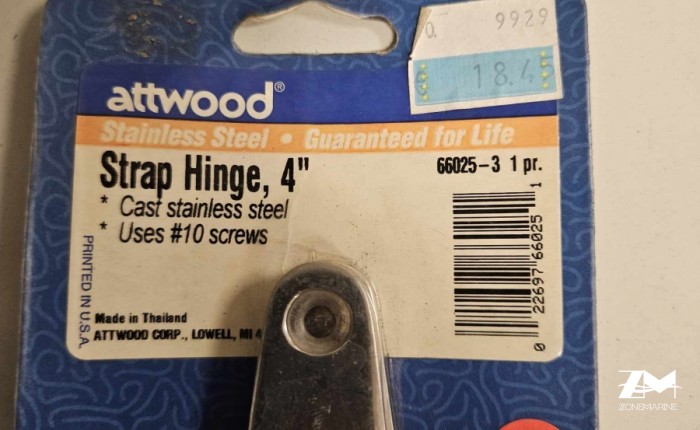 9929
18.45
attwood®
Stainless Steel • Guaranteed for Life
Strap Hinge, 4"
66025-3 1 pr.
* Cast stainless steel
* Uses #10 screws
PRINTED IN U.S.A.
Made in Thailand
ATTWOOD CORP., LOWELL, MI 4
0 22697 66025 1
ZM
ZONEMARINE